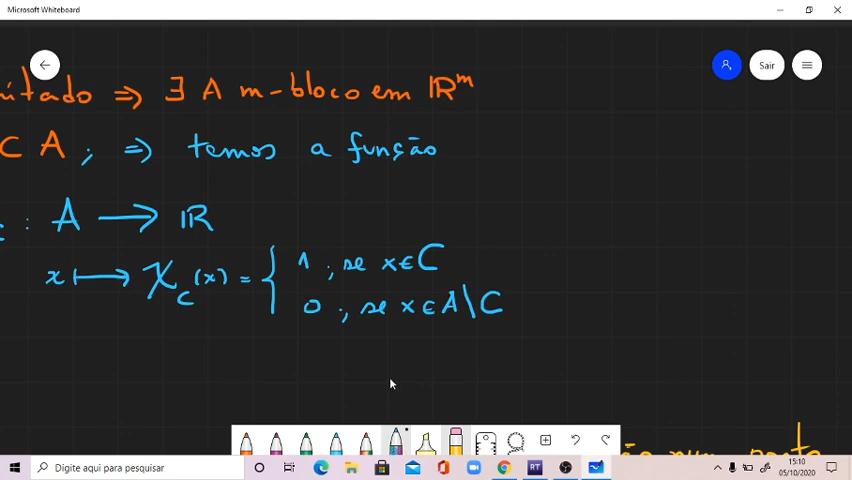 Microsoft Whiteboard
Sair
⇒ ∃ A m-bloco em ℝᵐ
⊂ A ; ⇒ temos a função
: A ⟶ ℝ
x ⟼ χ_C (x) = { 1 ; se x ∈ C
0 ; se x ∈ A \ C
Digite aqui para pesquisar
RT
15:10
05/10/2020